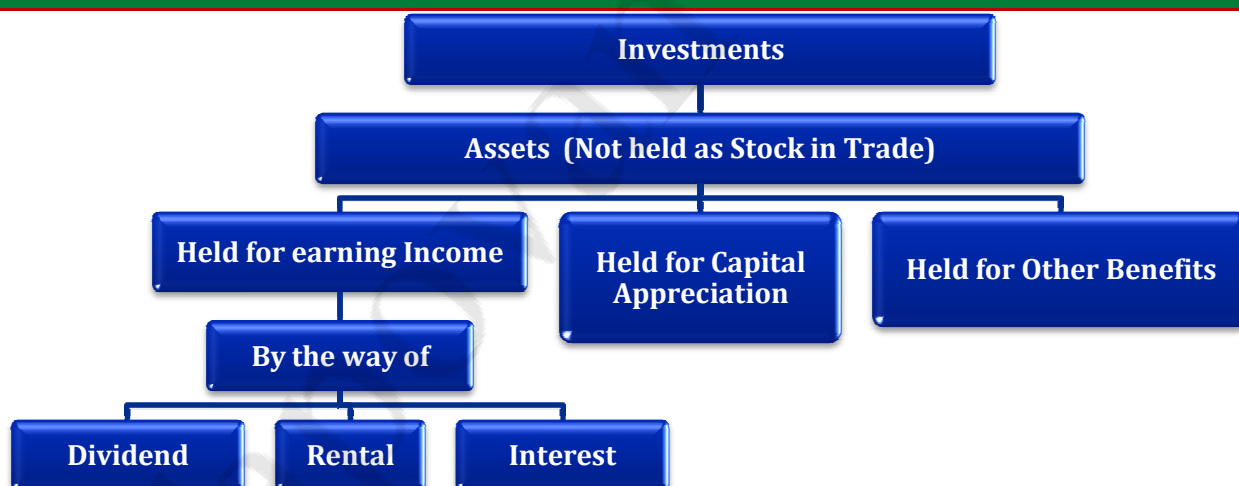 Investments
Assets (Not held as Stock in Trade)
Held for earning Income
Held for Capital
Appreciation
Held for Other Benefits
By the way of
Dividend
Rental
Interest